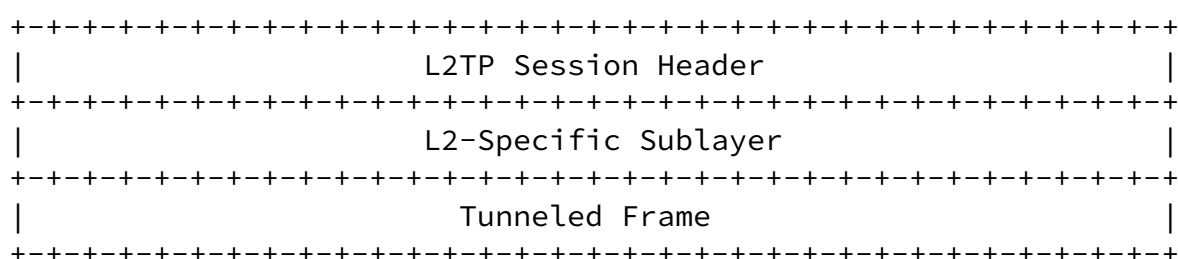 +-+-+-+-+-+-+-+-+-+-+-+-+-+-+-+-+-+-+-+-+-+-+-+-+-+-+-+-+-+-+-+-+
|                      L2TP Session Header                      |
+-+-+-+-+-+-+-+-+-+-+-+-+-+-+-+-+-+-+-+-+-+-+-+-+-+-+-+-+-+-+-+-+
|                      L2-Specific Sublayer                     |
+-+-+-+-+-+-+-+-+-+-+-+-+-+-+-+-+-+-+-+-+-+-+-+-+-+-+-+-+-+-+-+-+
|                        Tunneled Frame                         |
+-+-+-+-+-+-+-+-+-+-+-+-+-+-+-+-+-+-+-+-+-+-+-+-+-+-+-+-+-+-+-+-+